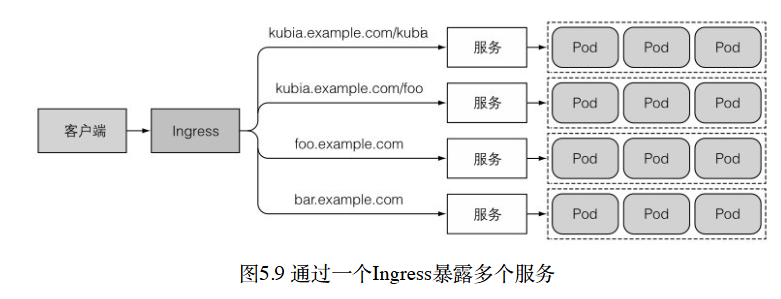 kubia.example.com/kubia
服务
Pod Pod Pod
kubia.example.com/foo
服务
Pod Pod Pod
客户端
Ingress
foo.example.com
服务
Pod Pod Pod
bar.example.com
服务
Pod Pod Pod
图5.9 通过一个Ingress暴露多个服务